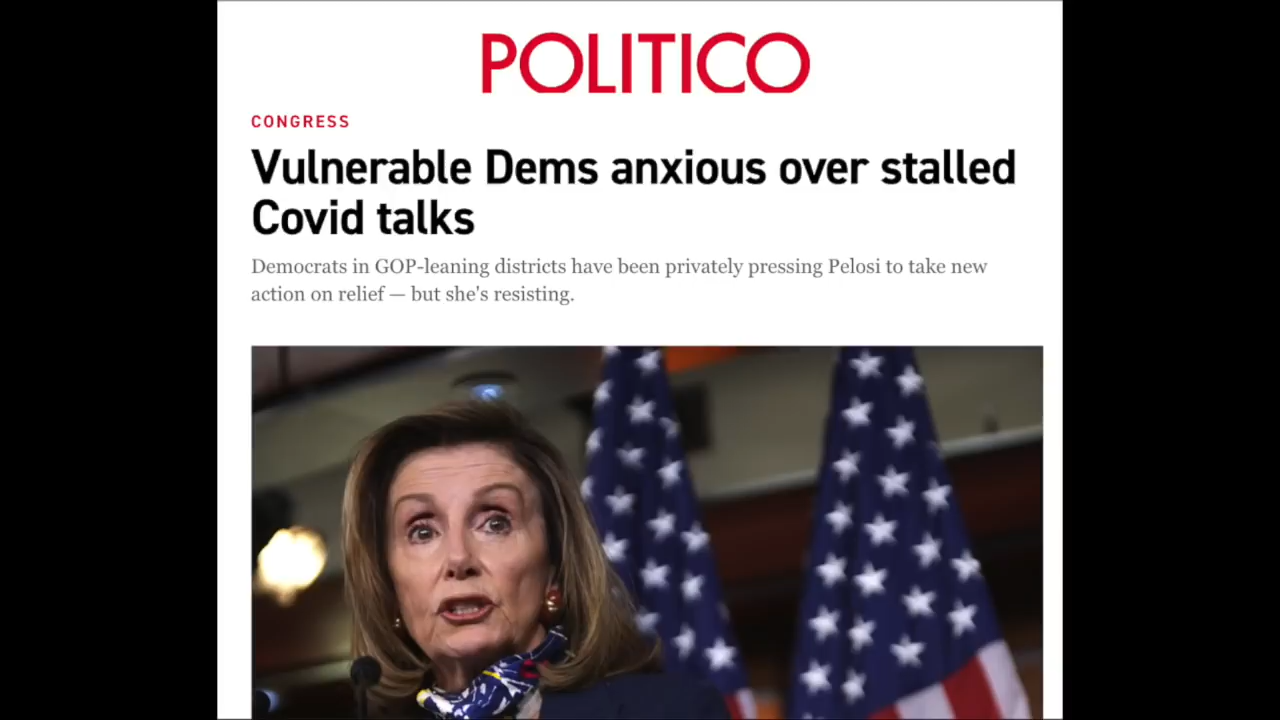 POLITICO
CONGRESS
Vulnerable Dems anxious over stalled
Covid talks
Democrats in GOP-leaning districts have been privately pressing Pelosi to take new
action on relief — but she's resisting.